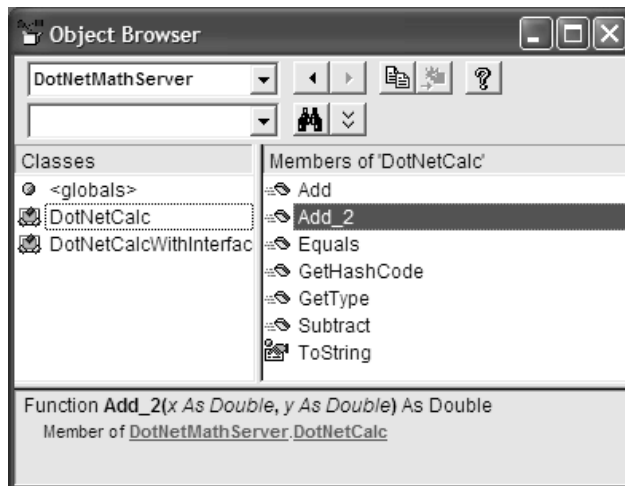 Object Browser
DotNetMathServer
Classes
Members of 'DotNetCalc'
<globals>
DotNetCalc
DotNetCalcWithInterfac
Add
Add_2
Equals
GetHashCode
GetType
Subtract
ToString
Function Add_2(x As Double, y As Double) As Double
Member of DotNetMathServer.DotNetCalc